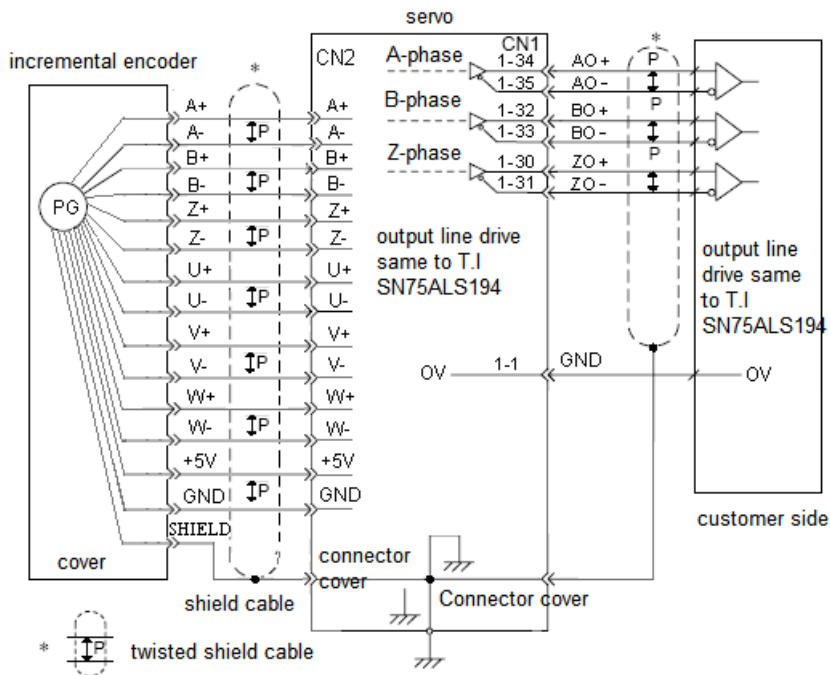 servo
incremental encoder
*
*
CN2
CN1
PG
A+
A-
B+
B-
Z+
Z-
U+
U-
V+
V-
W+
W-
+5V
GND
SHIELD
cover
P
P
P
P
P
P
P
A+
A-
B+
B-
Z+
Z-
U+
U-
V+
V-
W+
W-
+5V
GND
A-phase
B-phase
Z-phase
1-34
1-35
1-32
1-33
1-30
1-31
AO+
AO-
BO+
BO-
ZO+
ZO-
P
P
P
output line drive
same to T.I
SN75ALS194
output line
drive same
to T.I
SN75ALS194
OV
1-1
GND
OV
customer side
connector
cover
Connector cover
shield cable
* P twisted shield cable